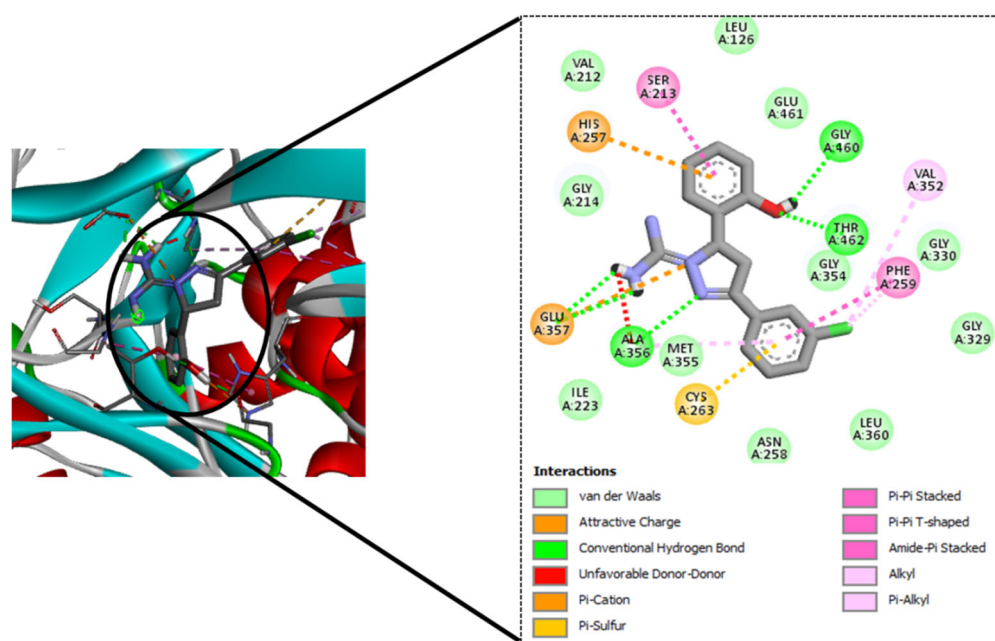 LEU
A:126
VAL
A:212
SER
A:213
GLU
A:461
HIS
A:257
GLY
A:460
VAL
A:352
GLY
A:214
THR
A:462
GLY
A:354
GLY
A:330
PHE
A:259
GLU
A:357
ALA
A:356
MET
A:355
GLY
A:329
ILE
A:223
CYS
A:263
ASN
A:258
LEU
A:360
Interactions
van der Waals
Attractive Charge
Conventional Hydrogen Bond
Unfavorable Donor-Donor
Pi-Cation
Pi-Sulfur
Pi-Pi Stacked
Pi-Pi T-shaped
Amide-Pi Stacked
Alkyl
Pi-Alkyl